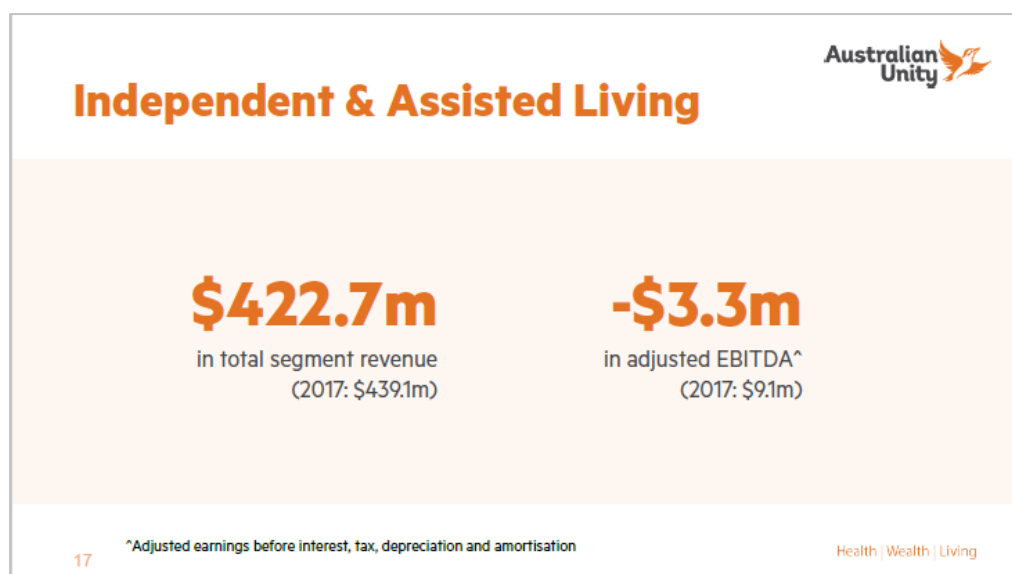 Australian
Unity
Independent & Assisted Living
$422.7m
in total segment revenue
(2017: $439.1m)
-$3.3m
in adjusted EBITDA^
(2017: $9.1m)
17
^Adjusted earnings before interest, tax, depreciation and amortisation
Health | Wealth | Living